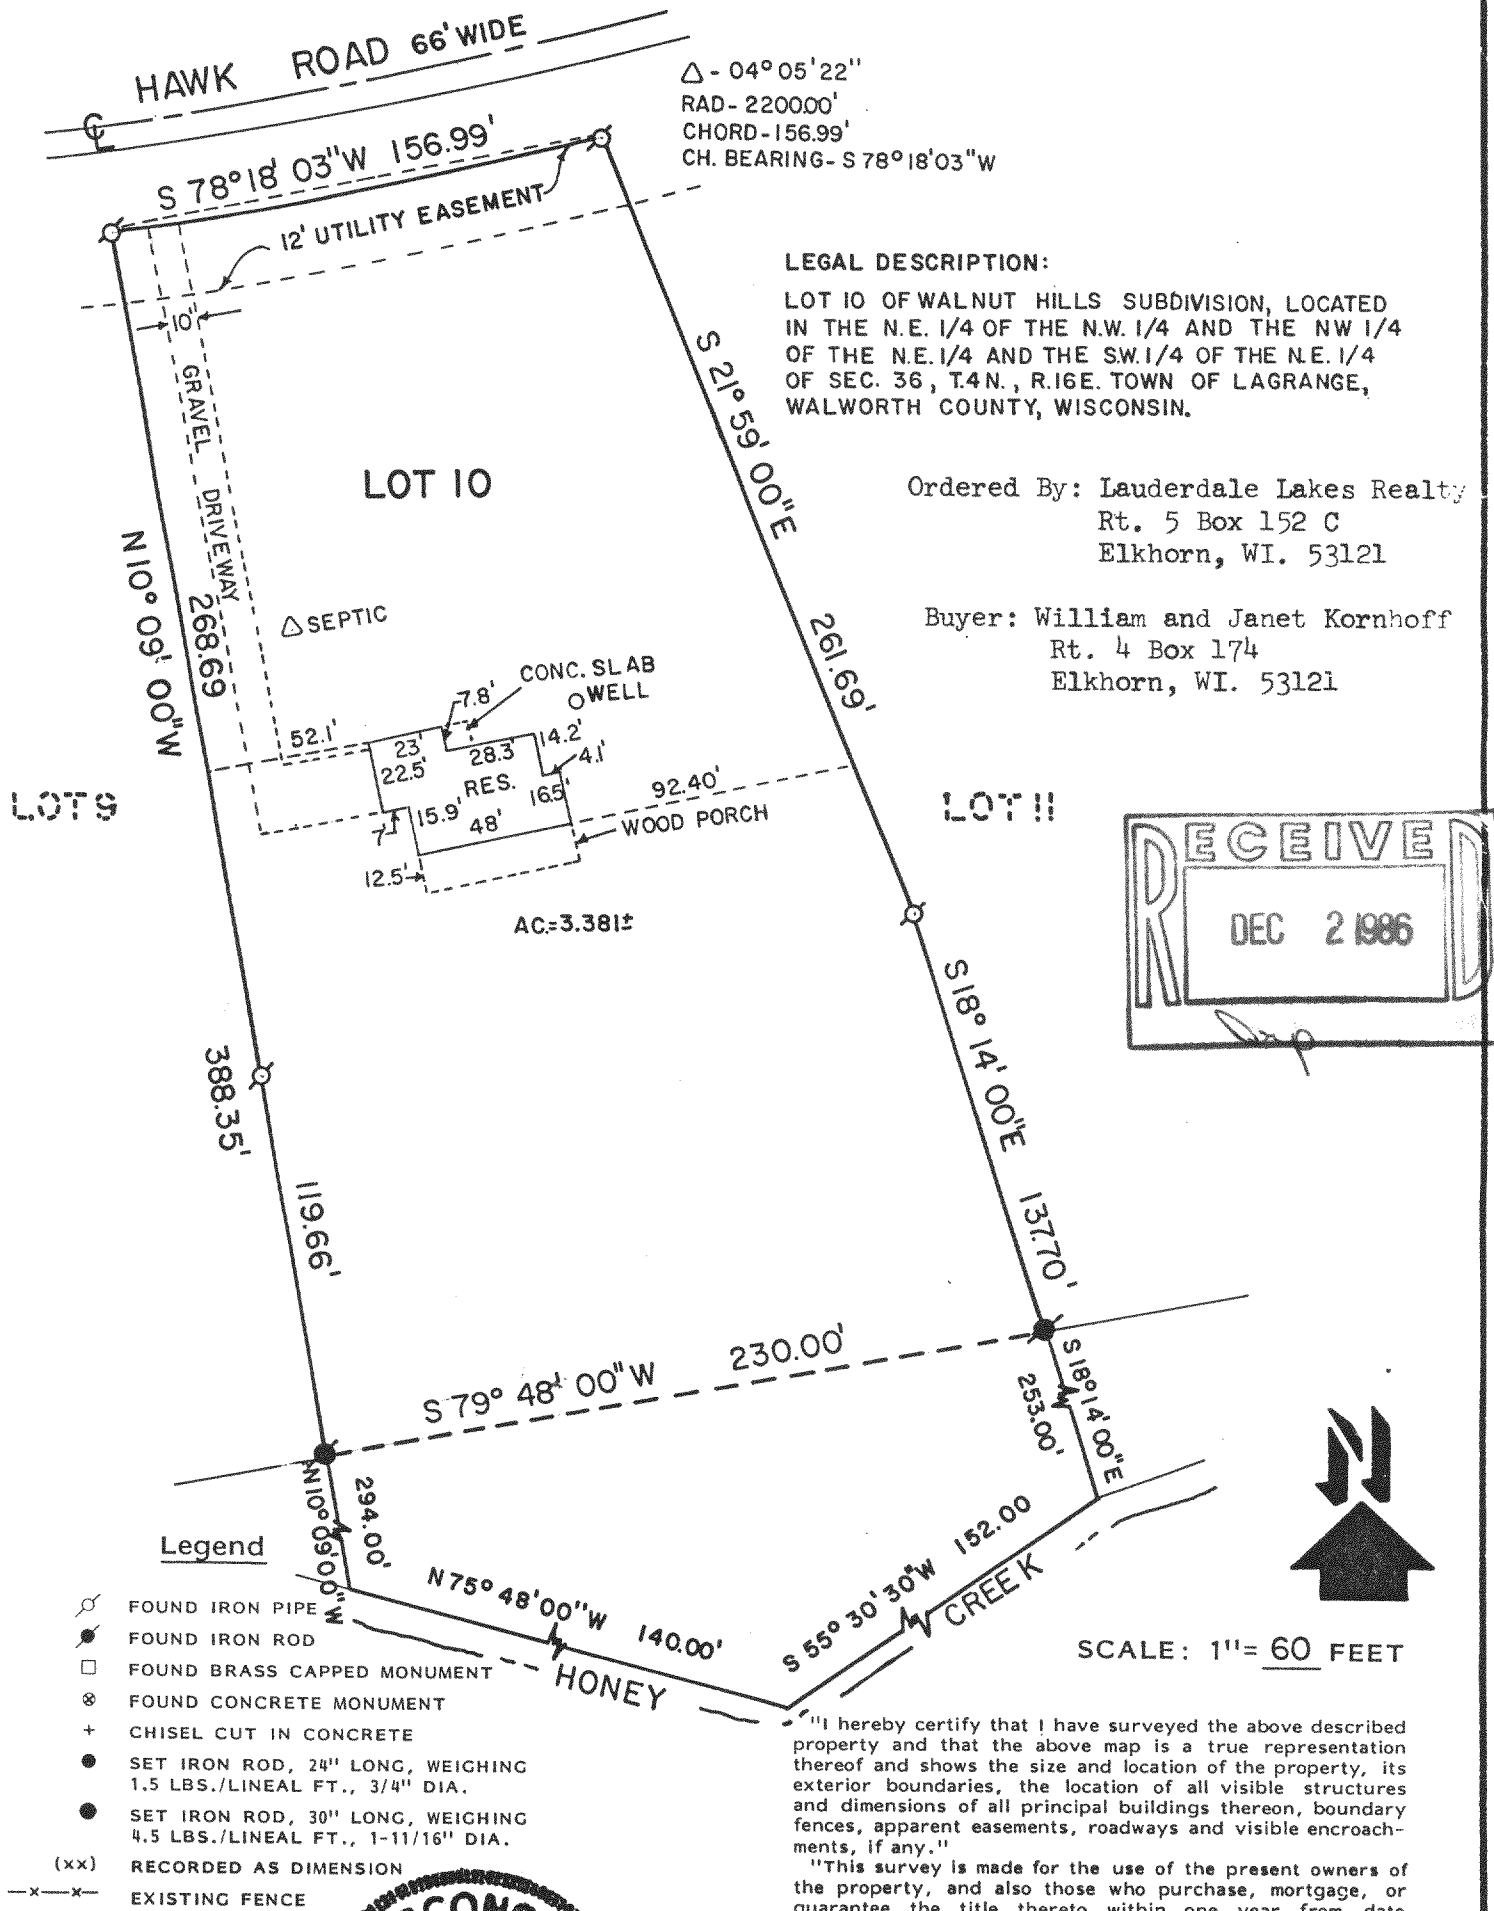 HAWK ROAD 66' WIDE
℄
△ - 04° 05' 22"
RAD - 2200.00'
CHORD - 156.99'
CH. BEARING - S 78° 18' 03" W
S 78° 18' 03" W 156.99'
12' UTILITY EASEMENT
10'
GRAVEL DRIVEWAY
LEGAL DESCRIPTION:
LOT 10 OF WALNUT HILLS SUBDIVISION, LOCATED
IN THE N.E. 1/4 OF THE N.W. 1/4 AND THE NW 1/4
OF THE N.E. 1/4 AND THE S.W. 1/4 OF THE N.E. 1/4
OF SEC. 36, T.4 N., R.16E. TOWN OF LAGRANGE,
WALWORTH COUNTY, WISCONSIN.
S 21° 59' 00" E
261.69'
LOT 10
Ordered By: Lauderdale Lakes Realty
Rt. 5 Box 152 C
Elkhorn, WI. 53121
Buyer: William and Janet Kornhoff
Rt. 4 Box 174
Elkhorn, WI. 53121
N 10° 09' 00" W
268.69
△ SEPTIC
CONC. SLAB
WELL
7.8'
52.1'
23'
22.5'
28.3'
14.2'
4.1'
RES.
16.5'
15.9'
48'
7'
12.5'
92.40'
WOOD PORCH
LOT 9
LOT 11
AC.=3.381±
RECEIVED
DEC 2 1986
S 18° 14' 00" E
137.70'
388.35'
119.66'
S 79° 48' 00" W 230.00'
S 18° 14' 00" E
253.00'
N 10° 09' 00" W
294.00'
N 75° 48' 00" W 140.00'
S 55° 30' 30" W 152.00
HONEY CREEK
Legend
FOUND IRON PIPE
FOUND IRON ROD
FOUND BRASS CAPPED MONUMENT
FOUND CONCRETE MONUMENT
+ CHISEL CUT IN CONCRETE
SET IRON ROD, 24" LONG, WEIGHING
1.5 LBS./LINEAL FT., 3/4" DIA.
SET IRON ROD, 30" LONG, WEIGHING
4.5 LBS./LINEAL FT., 1-11/16" DIA.
(xx) RECORDED AS DIMENSION
—x—x— EXISTING FENCE
N
SCALE: 1" = 60 FEET
"I hereby certify that I have surveyed the above described
property and that the above map is a true representation
thereof and shows the size and location of the property, its
exterior boundaries, the location of all visible structures
and dimensions of all principal buildings thereon, boundary
fences, apparent easements, roadways and visible encroach-
ments, if any."
"This survey is made for the use of the present owners of
the property, and also those who purchase, mortgage, or
guarantee the title thereto within one year from date